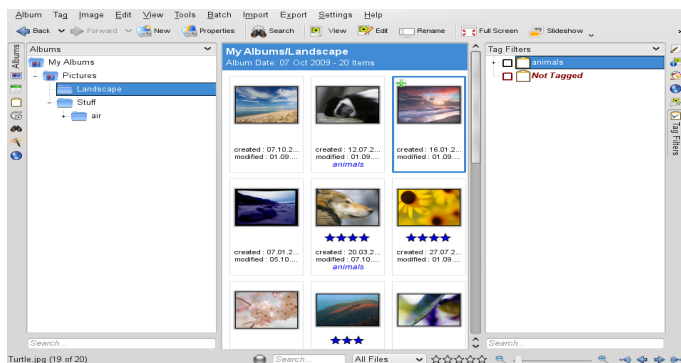 Album Tag Image Edit View Tools Batch Import Export Settings Help
Back Forward New Properties Search View Edit Rename Full Screen Slideshow
Albums
Albums
My Albums
Pictures
Landscape
Stuff
air
Search...
My Albums/Landscape
Album Date: 07 Oct 2009 - 20 Items
created : 07.10.2... created : 12.07.2... created : 16.01.2...
modified : 01.09.... modified : 01.09.... modified : 01.09....
animals
created : 07.01.2... created : 20.03.2... created : 27.07.2...
modified : 05.10.... modified : 07.10.... modified : 01.09....
animals
Tag Filters
animals
Not Tagged
Tag Filters
Search...
Turtle.jpg (19 of 20) Search... All Files